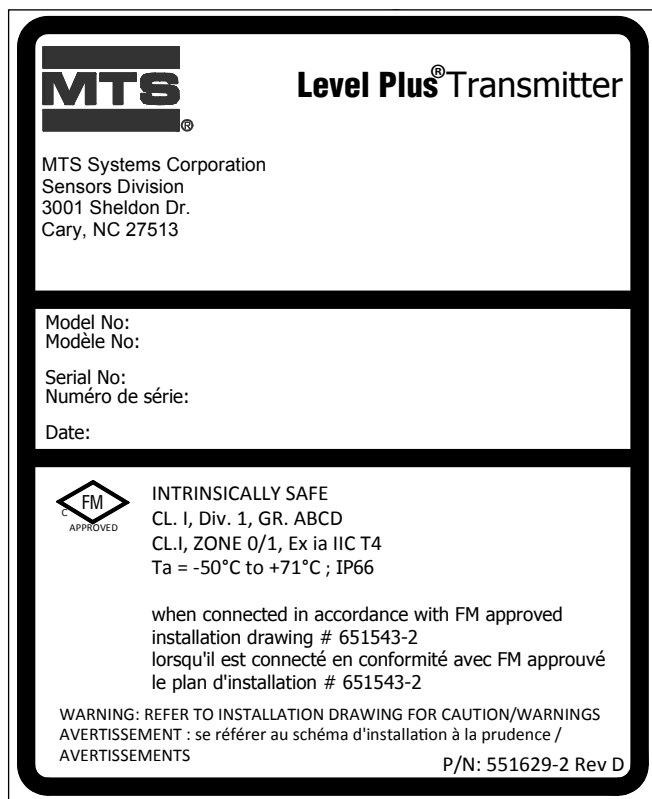 MTS
®
Level Plus® Transmitter
MTS Systems Corporation
Sensors Division
3001 Sheldon Dr.
Cary, NC 27513
Model No:
Modèle No:
Serial No:
Numéro de série:
Date:
FM
C
APPROVED
INTRINSICALLY SAFE
CL. I, Div. 1, GR. ABCD
CL.I, ZONE 0/1, Ex ia IIC T4
Ta = -50°C to +71°C ; IP66
when connected in accordance with FM approved
installation drawing # 651543-2
lorsqu'il est connecté en conformité avec FM approuvé
le plan d'installation # 651543-2
WARNING: REFER TO INSTALLATION DRAWING FOR CAUTION/WARNINGS
AVERTISSEMENT : se référer au schéma d'installation à la prudence /
AVERTISSEMENTS
P/N: 551629-2 Rev D